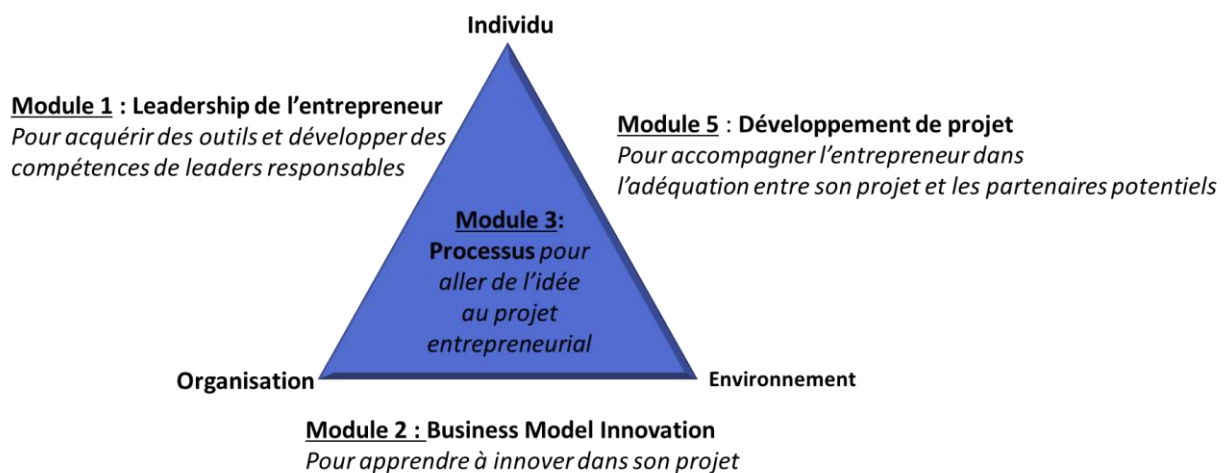 Individu
Module 1 : Leadership de l’entrepreneur
Pour acquérir des outils et développer des
compétences de leaders responsables
Module 5 : Développement de projet
Pour accompagner l’entrepreneur dans
l’adéquation entre son projet et les partenaires potentiels
Module 3:
Processus pour
aller de l’idée
au projet
entrepreneurial
Organisation
Environnement
Module 2 : Business Model Innovation
Pour apprendre à innover dans son projet